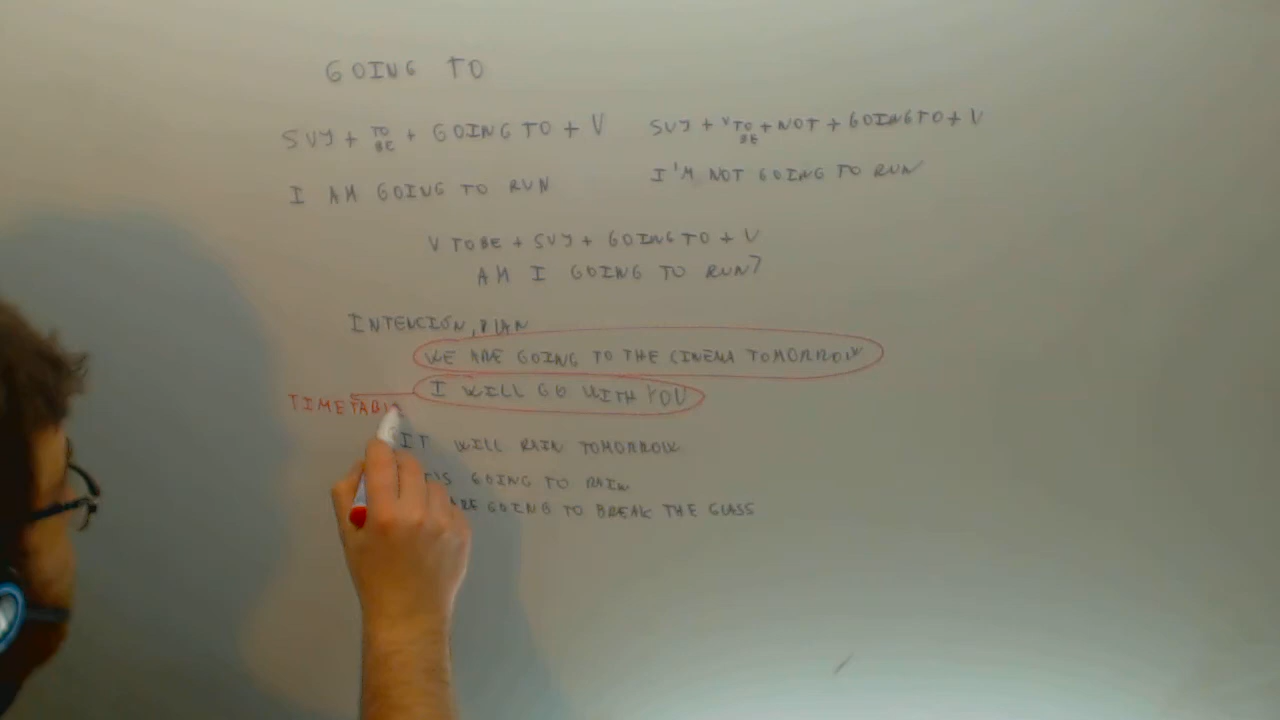 GOING TO
SUJ + TO BE + GOING TO + V
SUJ + V TO BE + NOT + GOING TO + V
I AM GOING TO RUN
I'M NOT GOING TO RUN
V TO BE + SUJ + GOING TO + V
AM I GOING TO RUN?
INTENCIÓN, PLAN
WE ARE GOING TO THE CINEMA TOMORROW
I WILL GO WITH YOU
TIMETABL
IT WILL RAIN TOMORROW
'S GOING TO RAIN
ARE GOING TO BREAK THE GLASS